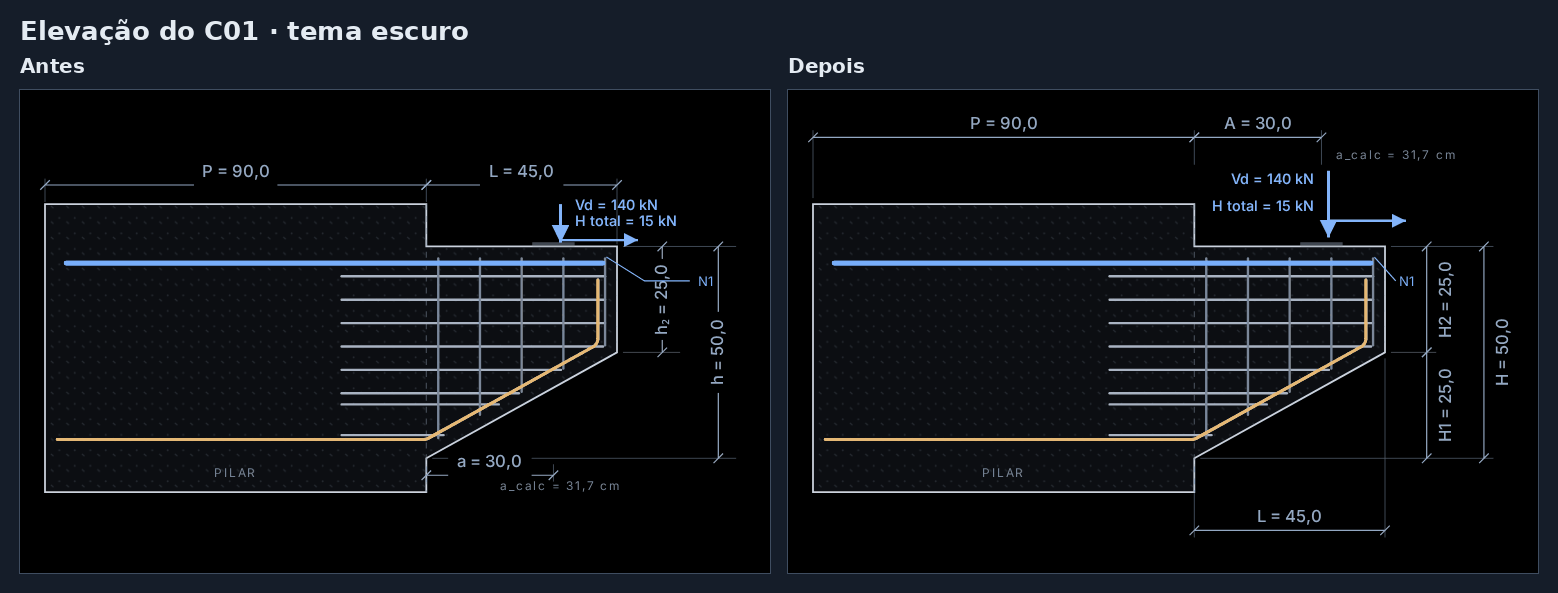 Elevação do C01 · tema escuro
Antes
P = 90,0
L = 45,0
Vd = 140 kN
H total = 15 kN
N1
h₂ = 25,0
h = 50,0
a = 30,0
a_calc = 31,7 cm
PILAR
Depois
P = 90,0
A = 30,0
a_calc = 31,7 cm
Vd = 140 kN
H total = 15 kN
N1
H2 = 25,0
H = 50,0
H1 = 25,0
PILAR
L = 45,0